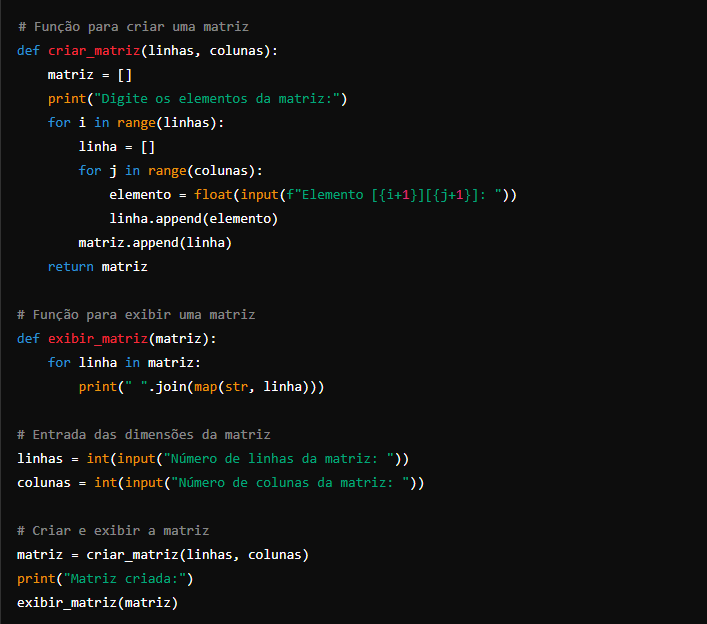 # Função para criar uma matriz
def criar_matriz(linhas, colunas):
    matriz = []
    print("Digite os elementos da matriz:")
    for i in range(linhas):
        linha = []
        for j in range(colunas):
            elemento = float(input(f"Elemento [{i+1}][{j+1}]: "))
            linha.append(elemento)
        matriz.append(linha)
    return matriz

# Função para exibir uma matriz
def exibir_matriz(matriz):
    for linha in matriz:
        print(" ".join(map(str, linha)))

# Entrada das dimensões da matriz
linhas = int(input("Número de linhas da matriz: "))
colunas = int(input("Número de colunas da matriz: "))

# Criar e exibir a matriz
matriz = criar_matriz(linhas, colunas)
print("Matriz criada:")
exibir_matriz(matriz)